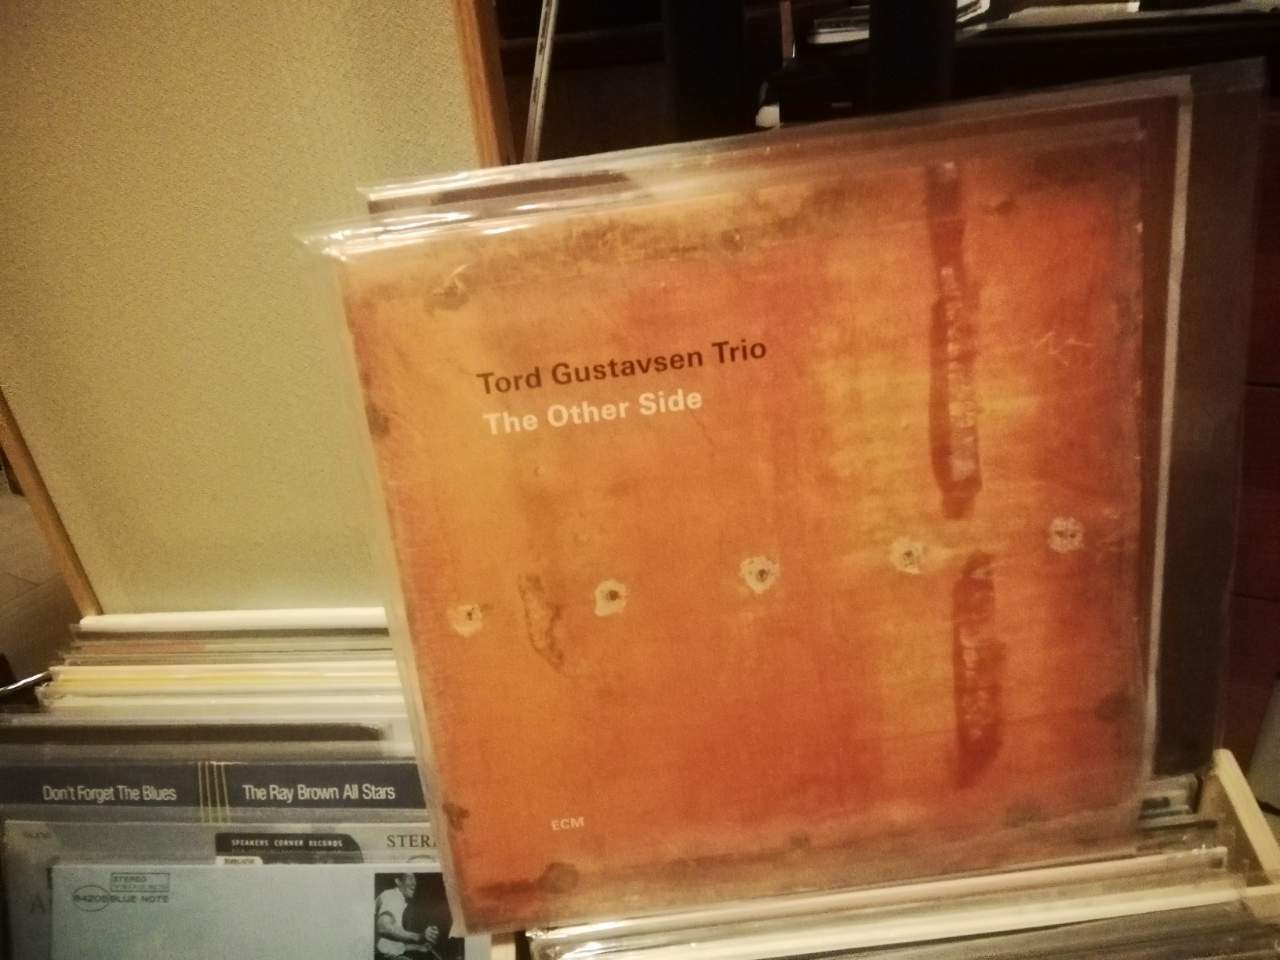 Tord Gustavsen Trio
The Other Side
ECM
Don't Forget The Blues
The Ray Brown All Stars
SPEAKERS CORNER RECORDS
STEREO
BLUE NOTE